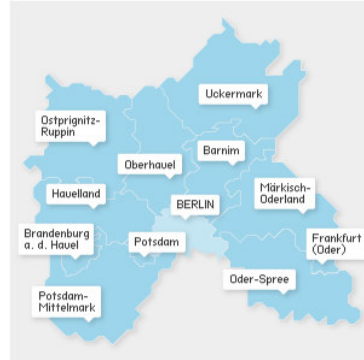 Uckermark
Ostprignitz-
Ruppin
Barnim
Oberhavel
Havelland
Märkisch-
Oderland
BERLIN
Brandenburg
a. d. Havel
Potsdam
Frankfurt
(Oder)
Oder-Spree
Potsdam-
Mittelmark